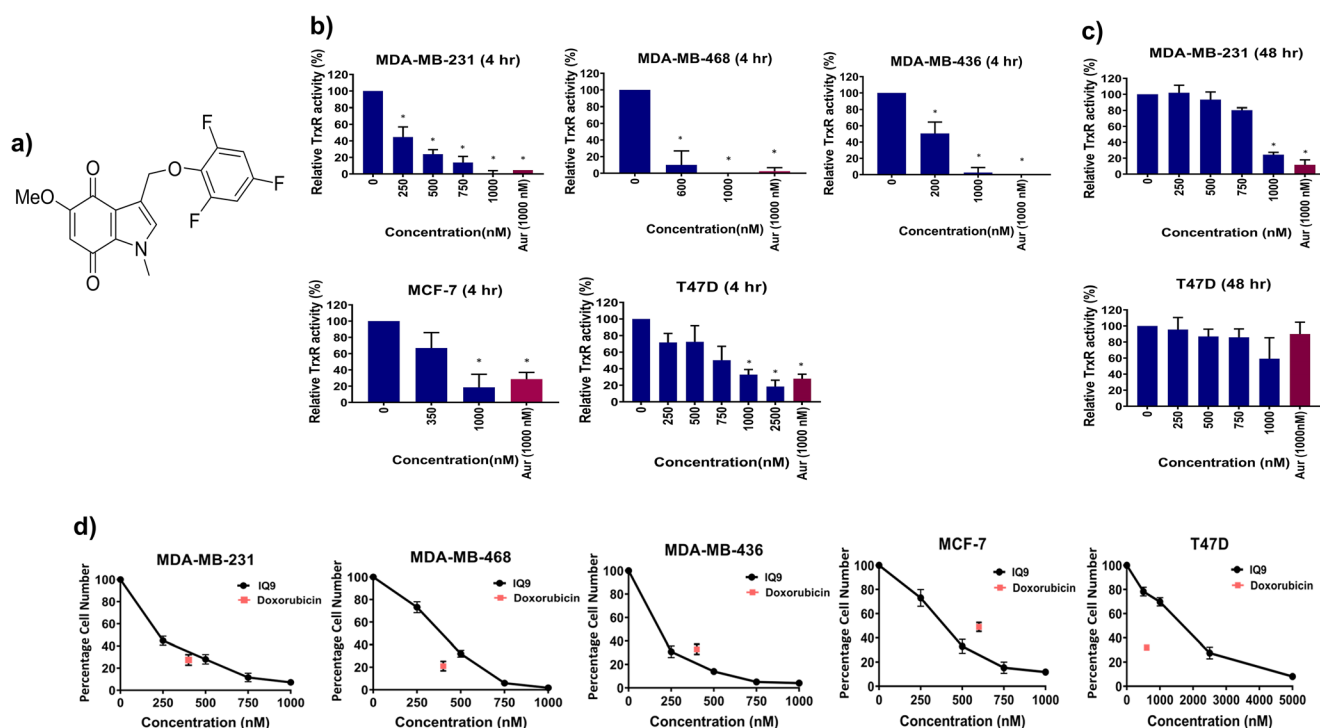 a)
MeO
O
O
N
O
F
F
F
b)
MDA-MB-231 (4 hr)
Relative TrxR activity (%)
120
100
80
60
40
20
0
* * * * *
0 250 500 750 1000 Aur (1000 nM)
Concentration(nM)
MDA-MB-468 (4 hr)
Relative TrxR activity (%)
120
100
80
60
40
20
0
* * *
0 600 1000 Aur (1000 nM)
Concentration(nM)
MDA-MB-436 (4 hr)
Relative TrxR activity (%)
120
100
80
60
40
20
0
* * *
0 200 1000 Aur (1000 nM)
Concentration(nM)
MCF-7 (4 hr)
Relative TrxR activity (%)
120
100
80
60
40
20
0
* *
0 350 1000 Aur (1000 nM)
Concentration(nM)
T47D (4 hr)
Relative TrxR activity (%)
120
100
80
60
40
20
0
* * *
0 250 500 750 1000 2500 Aur (1000 nM)
Concentration(nM)
c)
MDA-MB-231 (48 hr)
Relative TrxR activity (%)
120
100
80
60
40
20
0
* *
0 250 500 750 1000 Aur (1000 nM)
Concentration (nM)
T47D (48 hr)
Relative TrxR activity (%)
120
100
80
60
40
20
0
0 250 500 750 1000 Aur (1000nM)
Concentration (nM)
d)
MDA-MB-231
Percentage Cell Number
100
80
60
40
20
0
IQ9
Doxorubicin
0 250 500 750 1000
Concentration (nM)
MDA-MB-468
Percentage Cell Number
100
80
60
40
20
0
IQ9
Doxorubicin
0 250 500 750 1000
Concentration (nM)
MDA-MB-436
Percentage Cell Number
100
80
60
40
20
0
IQ9
Doxorubicin
0 250 500 750 1000
Concentration (nM)
MCF-7
Percentage Cell Number
100
80
60
40
20
0
IQ9
Doxorubicin
0 250 500 750 1000
Concentration (nM)
T47D
Percentage Cell Number
100
80
60
40
20
0
IQ9
Doxorubicin
0 1000 2000 3000 4000 5000
Concentration (nM)